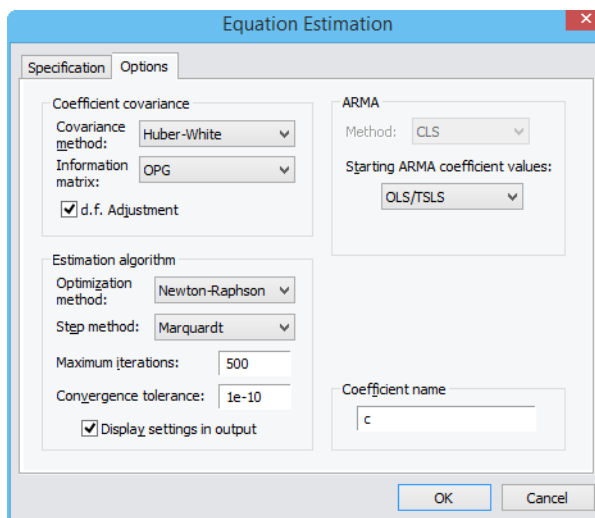 Equation Estimation
Specification
Options
Coefficient covariance
Covariance
method:
Huber-White
Information
matrix:
OPG
d.f. Adjustment
Estimation algorithm
Optimization
method:
Newton-Raphson
Step method:
Marquardt
Maximum iterations:
500
Convergence tolerance:
1e-10
Display settings in output
ARMA
Method:
CLS
Starting ARMA coefficient values:
OLS/TSLS
Coefficient name
c
OK
Cancel